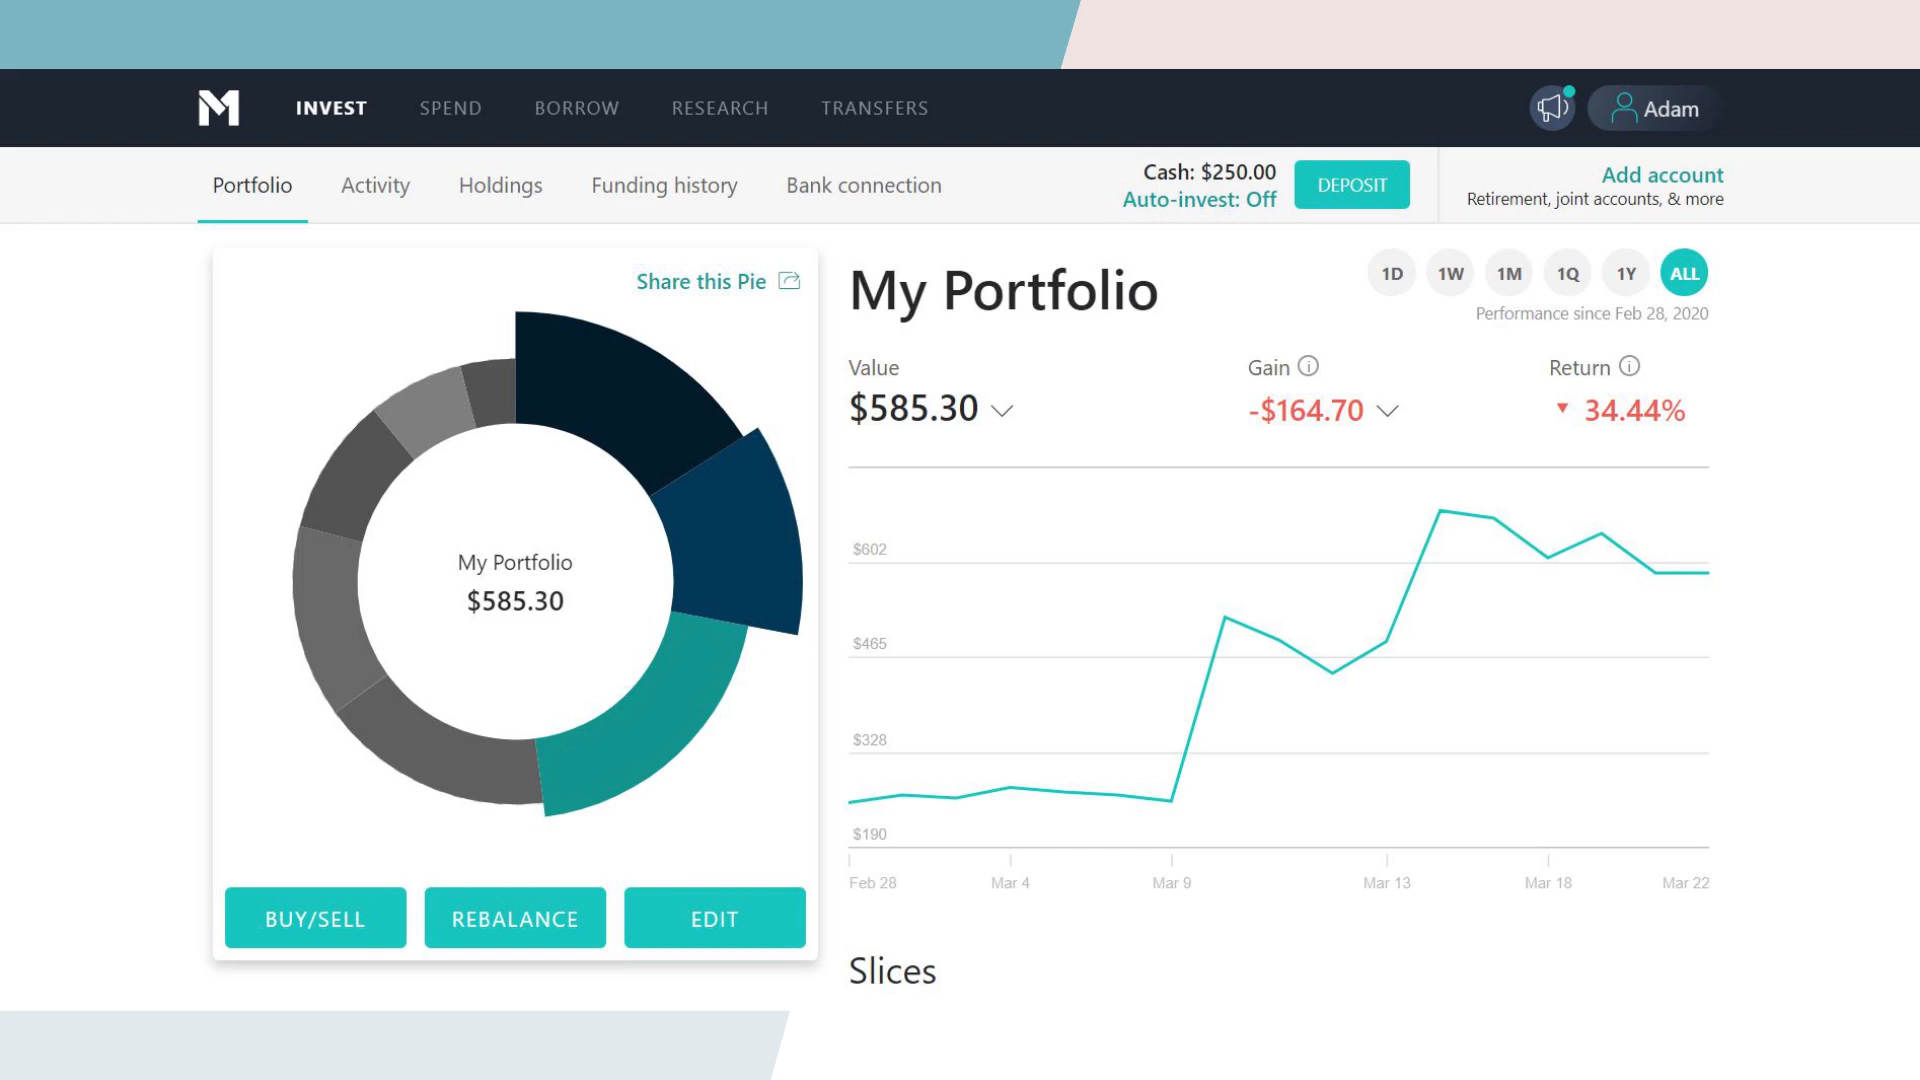 M INVEST SPEND BORROW RESEARCH TRANSFERS Adam
Portfolio Activity Holdings Funding history Bank connection
Cash: $250.00
Auto-invest: Off
DEPOSIT
Add account
Retirement, joint accounts, & more
Share this Pie
My Portfolio
$585.30
BUY/SELL REBALANCE EDIT
My Portfolio
1D 1W 1M 1Q 1Y ALL
Performance since Feb 28, 2020
Value
$585.30
Gain
-$164.70
Return
▼ 34.44%
$602
$465
$328
$190
Feb 28 Mar 4 Mar 9 Mar 13 Mar 18 Mar 22
Slices